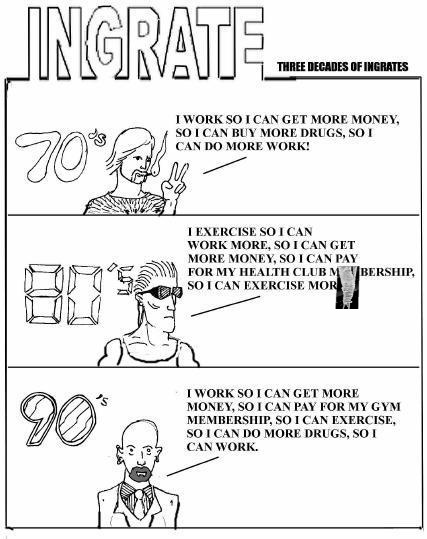 INGRATE
THREE DECADES OF INGRATES
70's
I WORK SO I CAN GET MORE MONEY,
SO I CAN BUY MORE DRUGS, SO I
CAN DO MORE WORK!
80's
I EXERCISE SO I CAN
WORK MORE, SO I CAN GET
MORE MONEY, SO I CAN PAY
FOR MY HEALTH CLUB
SO I CAN EXERCISE
90's
I WORK SO I CAN GET MORE
MONEY, SO I CAN PAY FOR MY GYM
MEMBERSHIP, SO I CAN EXERCISE,
SO I CAN DO MORE DRUGS, SO I
CAN WORK.